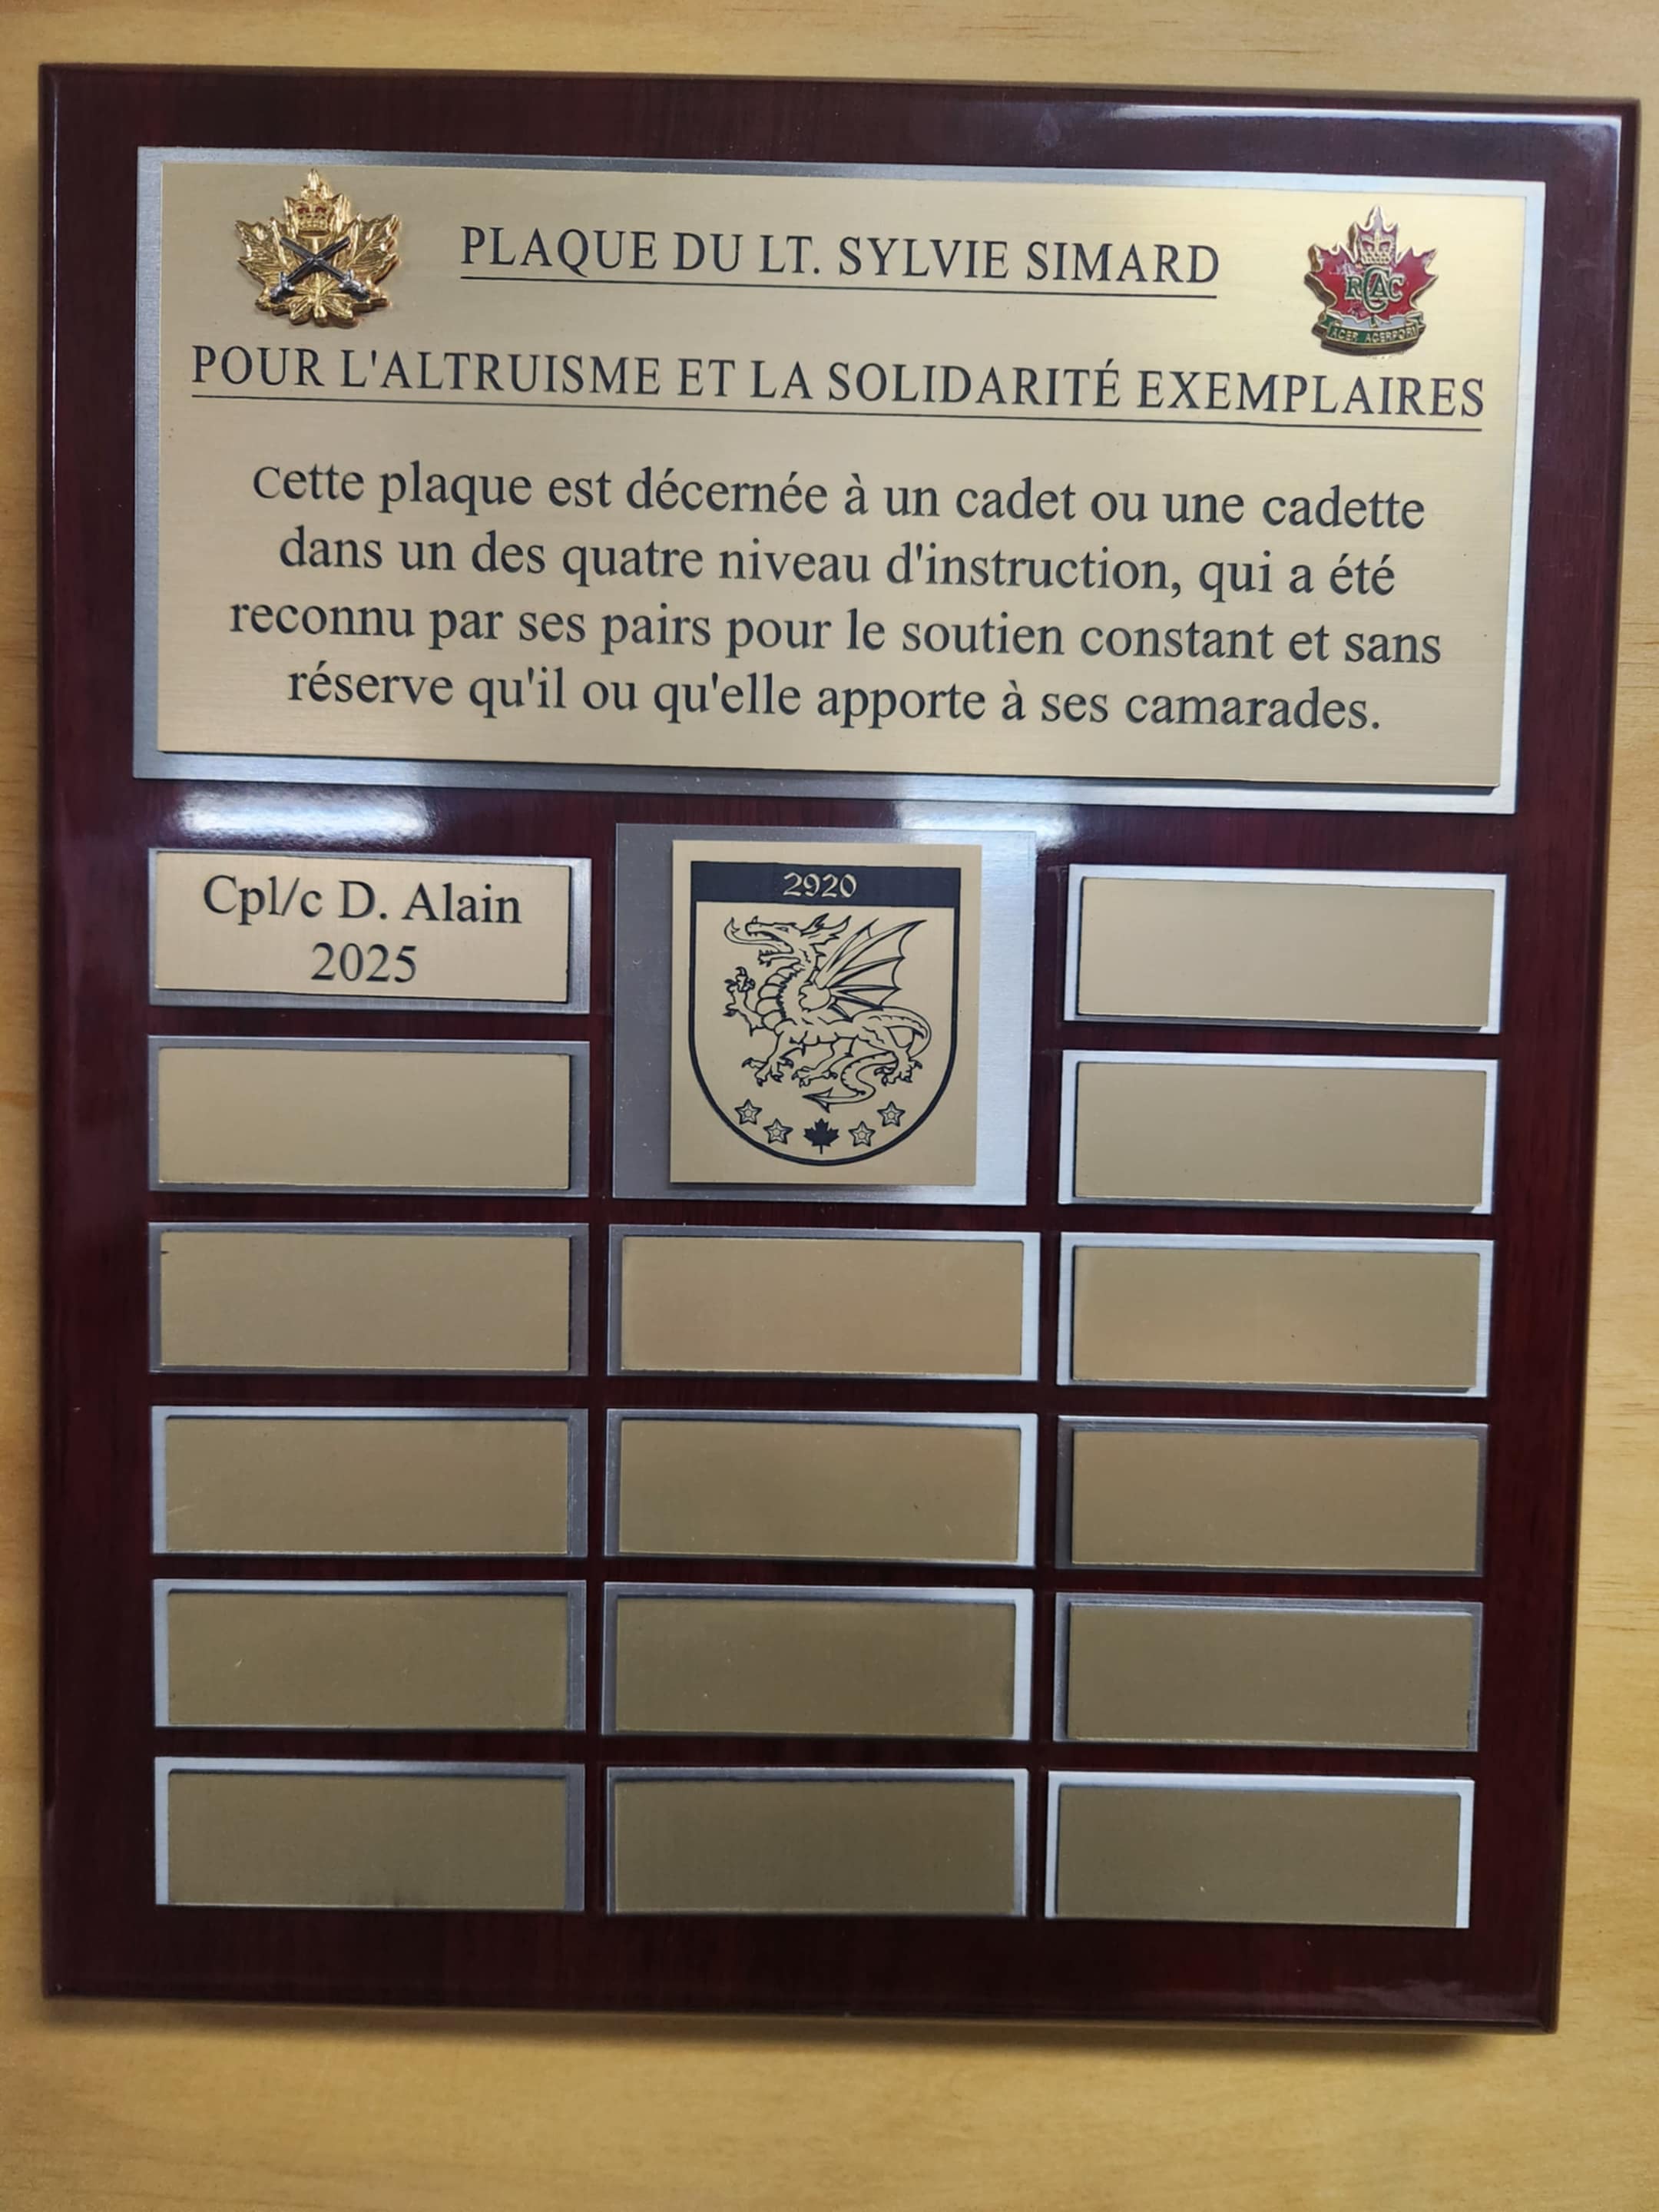 PLAQUE DU LT. SYLVIE SIMARD
RCAC
ACER ACERPORI
POUR L'ALTRUISME ET LA SOLIDARITÉ EXEMPLAIRES
Cette plaque est décernée à un cadet ou une cadette
dans un des quatre niveau d'instruction, qui a été
reconnu par ses pairs pour le soutien constant et sans
réserve qu'il ou qu'elle apporte à ses camarades.
Cpl/c D. Alain
2025
2920